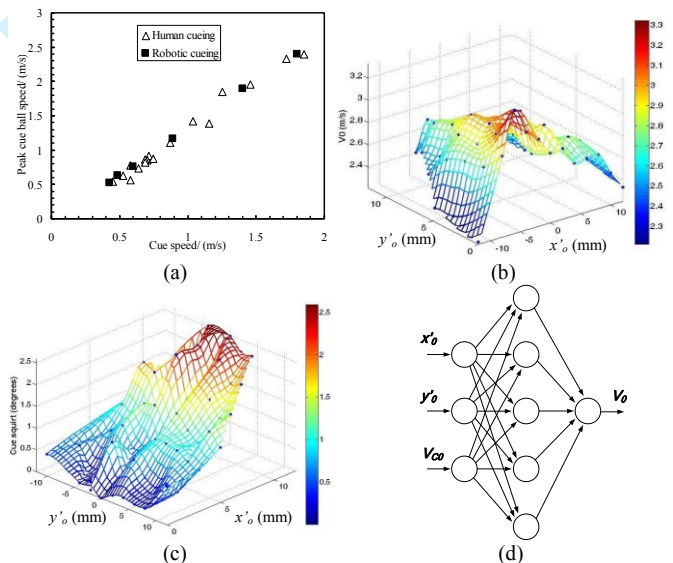 3
2.5
2
1.5
1
0.5
0
Peak cue ball speed/ (m/s)
Human cueing
Robotic cueing
0 0.5 1 1.5 2
Cue speed/ (m/s)
(a)
3.2
3
2.8
2.6
2.4
V0 (m/s)
10
5
0
y'o (mm)
-10 -5 0 5 10
x'o (mm)
3.3
3.2
3.1
3
2.9
2.8
2.7
2.6
2.5
2.4
2.3
(b)
2.5
2
1.5
1
0.5
0
Cue squirt (degrees)
-10
-5
0
5
10
y'o (mm)
0
5
10
x'o (mm)
2.5
2
1.5
1
0.5
(c)
x'0
y'0
VC0
V0
(d)